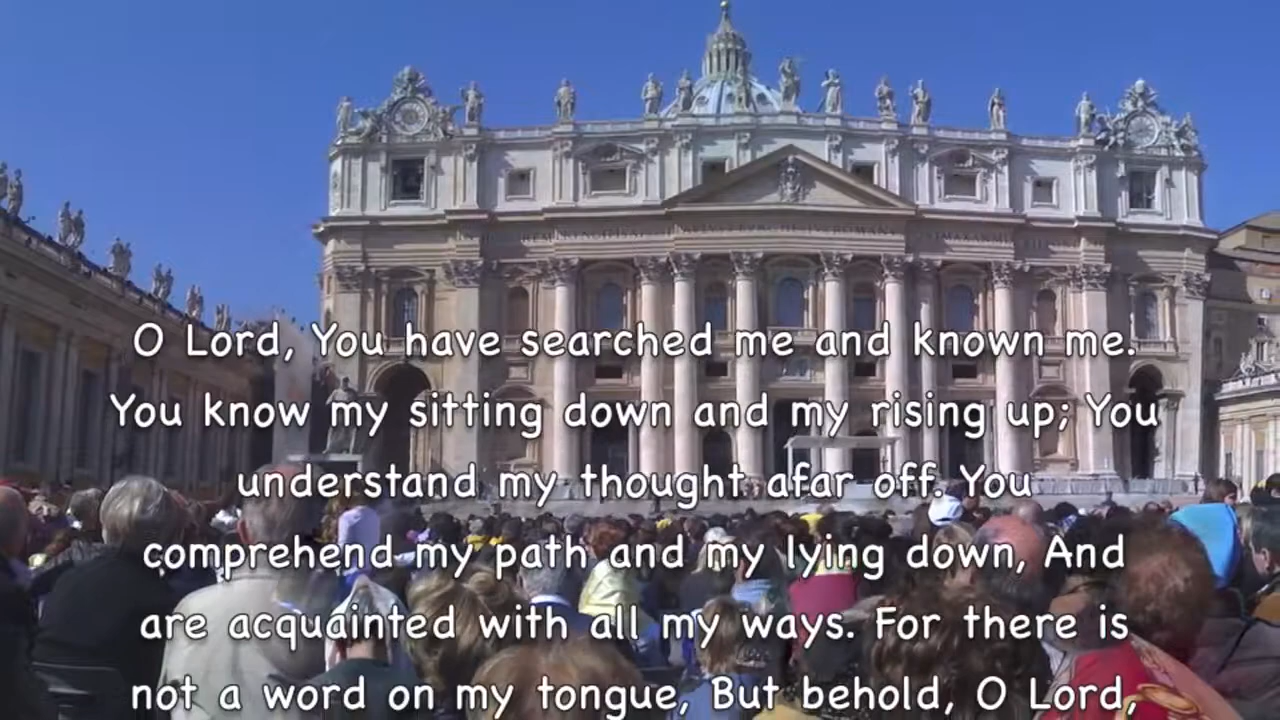 O Lord, You have searched me and known me.
You know my sitting down and my rising up; You
understand my thought afar off. You
comprehend my path and my lying down, And
are acquainted with all my ways. For there is
not a word on my tongue, But behold, O Lord,